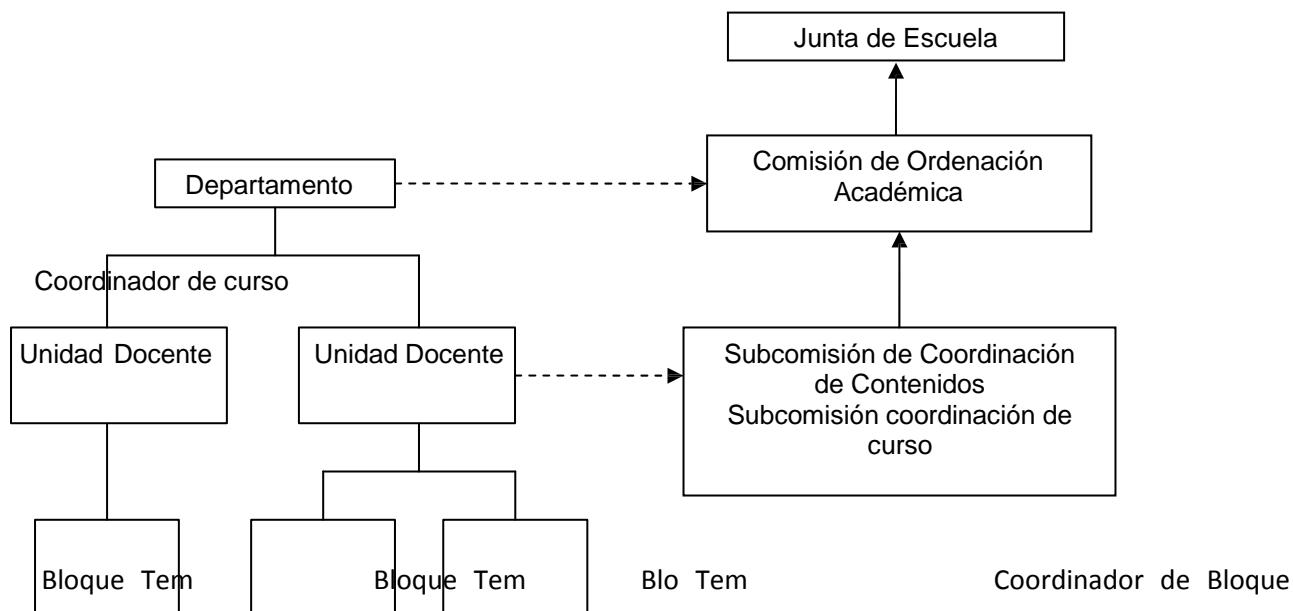 Junta de Escuela
Comisión de Ordenación
Académica
Departamento
Coordinador de curso
Unidad Docente
Unidad Docente
Subcomisión de Coordinación
de Contenidos
Subcomisión coordinación de
curso
Bloque Tem
Bloque Tem
Blo Tem
Coordinador de Bloque